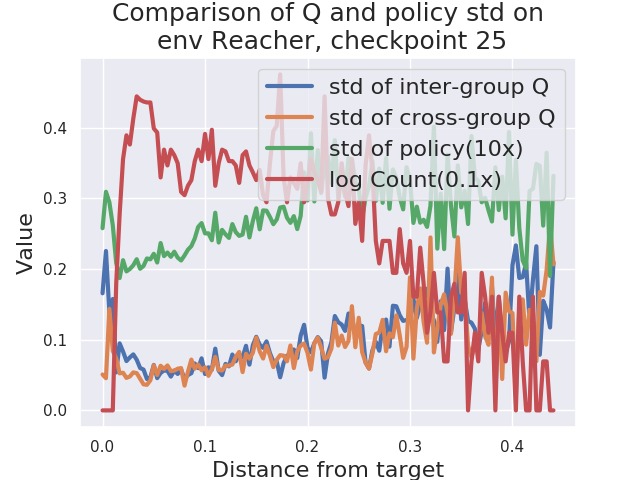 Comparison of Q and policy std on
env Reacher, checkpoint 25
std of inter-group Q
std of cross-group Q
std of policy(10x)
log Count(0.1x)
Value
0.4
0.3
0.2
0.1
0.0
0.0 0.1 0.2 0.3 0.4
Distance from target